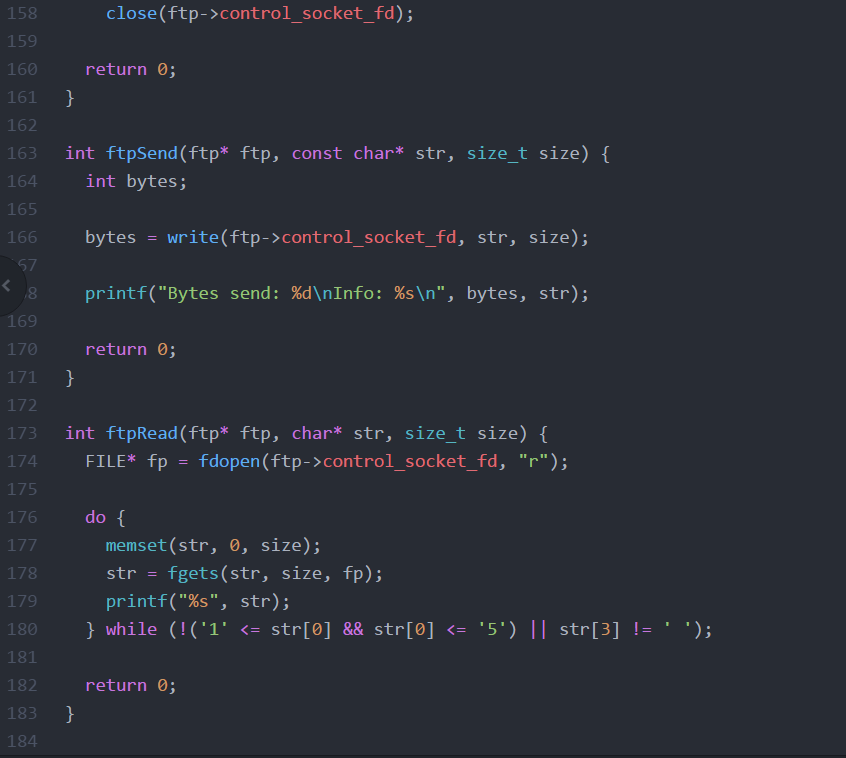 158 close(ftp->control_socket_fd);
159
160 return 0;
161 }
162
163 int ftpSend(ftp* ftp, const char* str, size_t size) {
164 int bytes;
165
166 bytes = write(ftp->control_socket_fd, str, size);
67
8 printf("Bytes send: %d\nInfo: %s\n", bytes, str);
169
170 return 0;
171 }
172
173 int ftpRead(ftp* ftp, char* str, size_t size) {
174 FILE* fp = fdopen(ftp->control_socket_fd, "r");
175
176 do {
177 memset(str, 0, size);
178 str = fgets(str, size, fp);
179 printf("%s", str);
180 } while (!('1' <= str[0] && str[0] <= '5') || str[3] != ' ');
181
182 return 0;
183 }
184